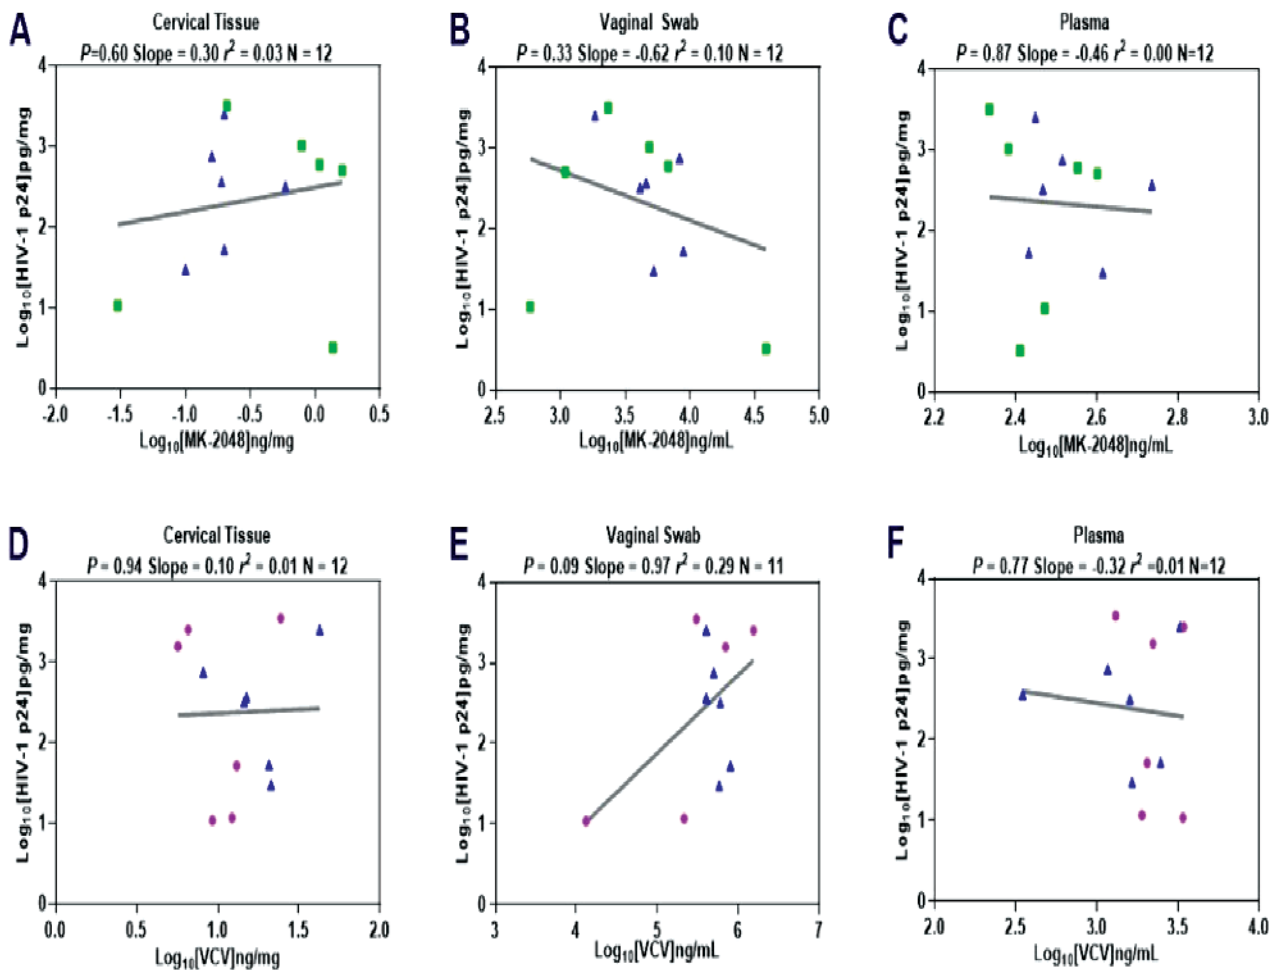 A
Cervical Tissue
P=0.60 Slope = 0.30 r² = 0.03 N = 12
Log₁₀[HIV-1 p24]pg/mg
4
3
2
1
0
-2.0 -1.5 -1.0 -0.5 0.0 0.5
Log₁₀[MK-2048]ng/mg
B
Vaginal Swab
P = 0.33 Slope = -0.62 r² = 0.10 N = 12
Log₁₀[HIV-1 p24]pg/mg
4
3
2
1
0
2.5 3.0 3.5 4.0 4.5 5.0
Log₁₀[MK-2048]ng/mL
C
Plasma
P = 0.87 Slope = -0.46 r² = 0.00 N=12
Log₁₀[HIV-1 p24]pg/mg
4
3
2
1
0
2.2 2.4 2.6 2.8 3.0
Log₁₀[MK-2048]ng/mL
D
Cervical Tissue
P = 0.94 Slope = 0.10 r² = 0.01 N = 12
Log₁₀[HIV-1 p24]pg/mg
4
3
2
1
0
0.0 0.5 1.0 1.5 2.0
Log₁₀[VCV]ng/mg
E
Vaginal Swab
P = 0.09 Slope = 0.97 r² = 0.29 N = 11
Log₁₀[HIV-1 p24]pg/mg
4
3
2
1
0
3 4 5 6 7
Log₁₀[VCV]ng/mL
F
Plasma
P = 0.77 Slope = -0.32 r² =0.01 N=12
Log₁₀[HIV-1 p24]pg/mg
4
3
2
1
0
2.0 2.5 3.0 3.5 4.0
Log₁₀[VCV]ng/mL